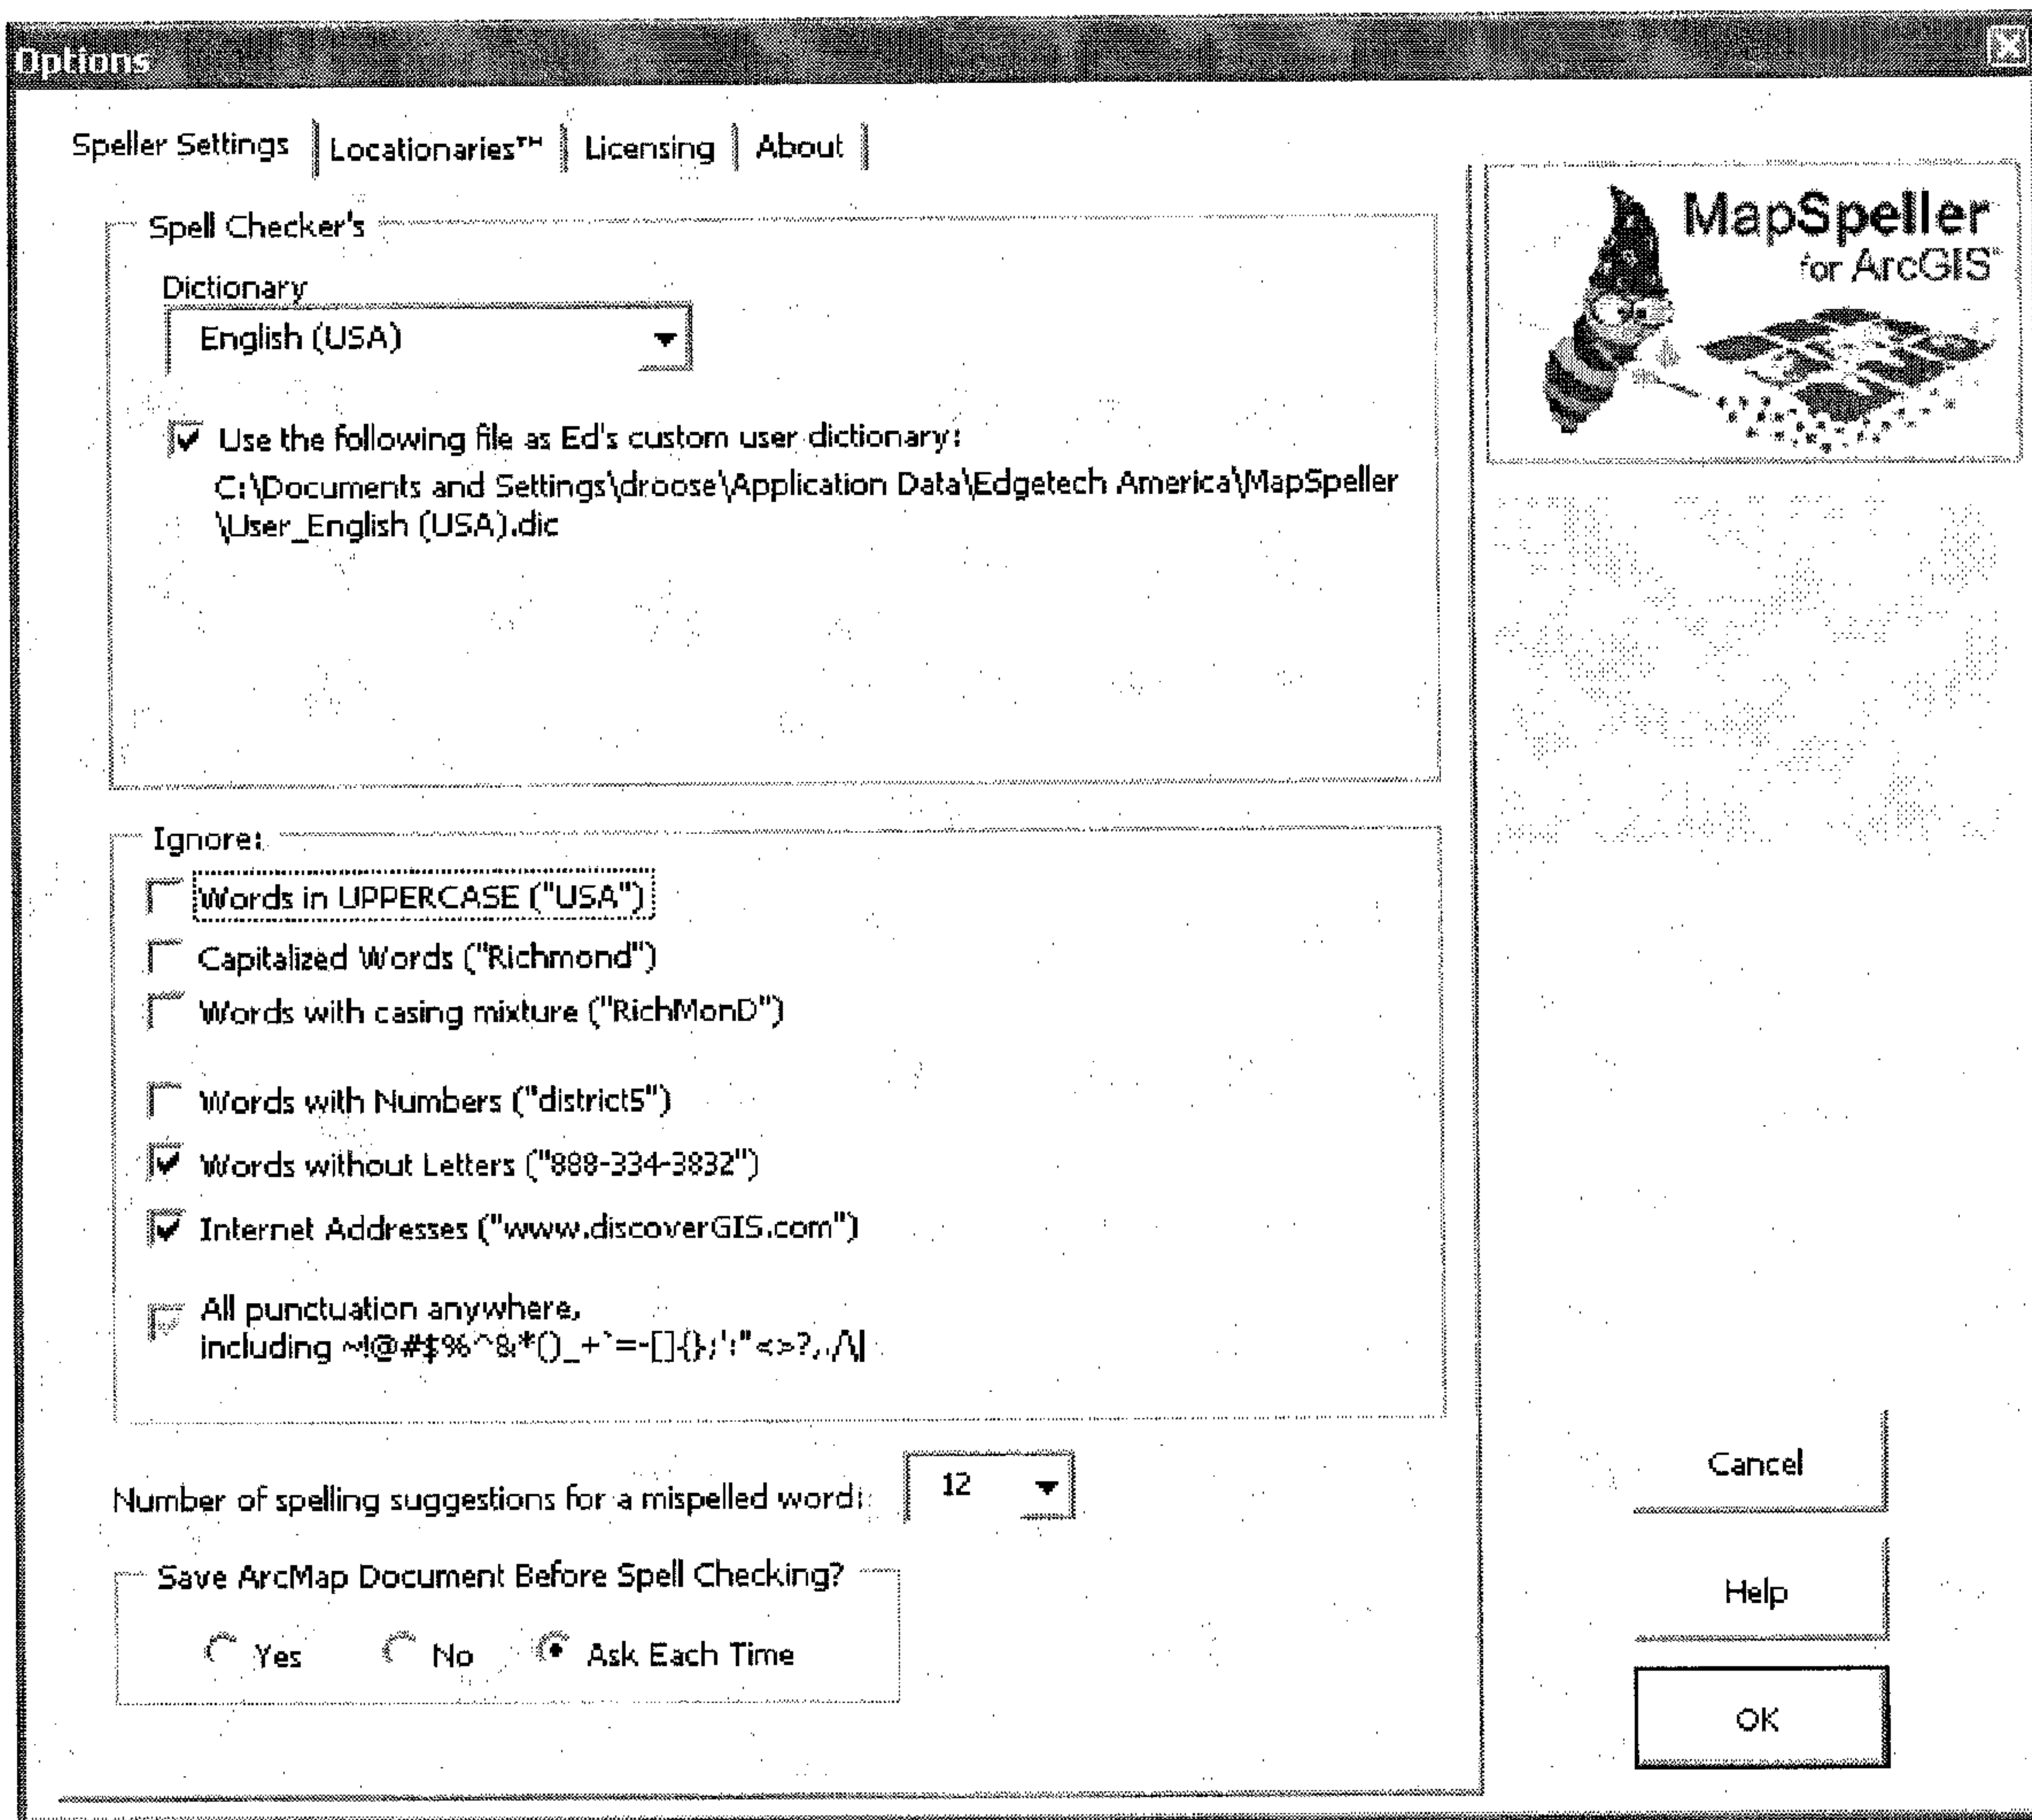 Options
Speller Settings | Locationaries™ | Licensing | About |
MapSpeller
for ArcGIS
Spell Checker's
Dictionary
English (USA)
Use the following file as Ed's custom user dictionary:
C:\Documents and Settings\droose\Application Data\Edgetech America\MapSpeller
\User_English (USA).dic
Ignore:
Words in UPPERCASE ("USA")
Capitalized Words ("Richmond")
Words with casing mixture ("RichMonD")
Words with Numbers ("district5")
Words without Letters ("888-334-3832")
Internet Addresses ("www.discoverGIS.com")
All punctuation anywhere,
including ~!@#$%^&*()_+`=-[]{};':"<>?,./\|
Number of spelling suggestions for a mispelled word:
12
Save ArcMap Document Before Spell Checking?
Yes No Ask Each Time
Cancel
Help
OK